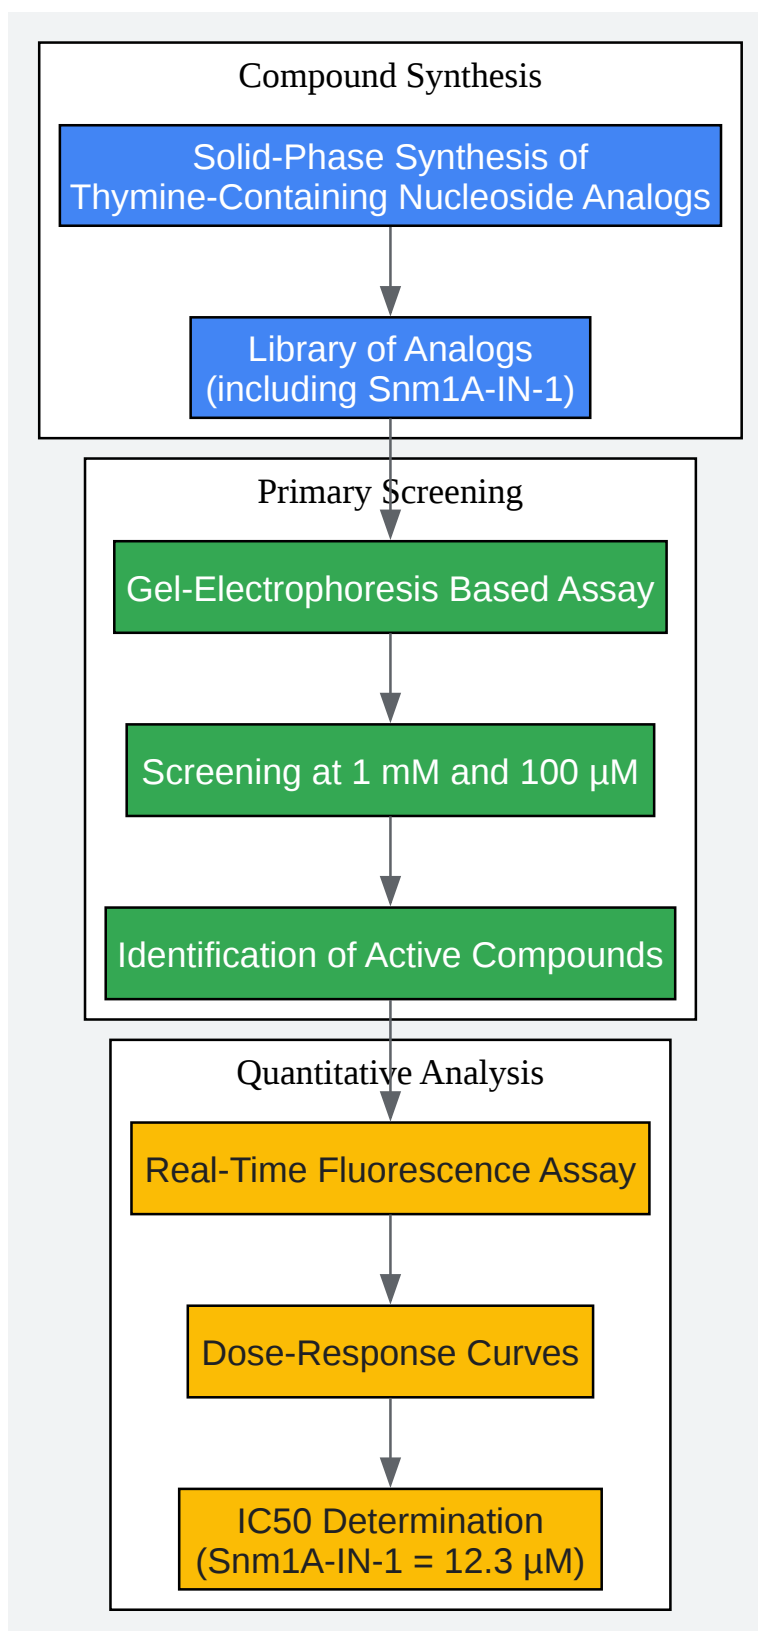 Compound Synthesis
Solid-Phase Synthesis of
Thymine-Containing Nucleoside Analogs
Library of Analogs
(including Snm1A-IN-1)
Primary Screening
Gel-Electrophoresis Based Assay
Screening at 1 mM and 100 µM
Identification of Active Compounds
Quantitative Analysis
Real-Time Fluorescence Assay
Dose-Response Curves
IC50 Determination
(Snm1A-IN-1 = 12.3 µM)